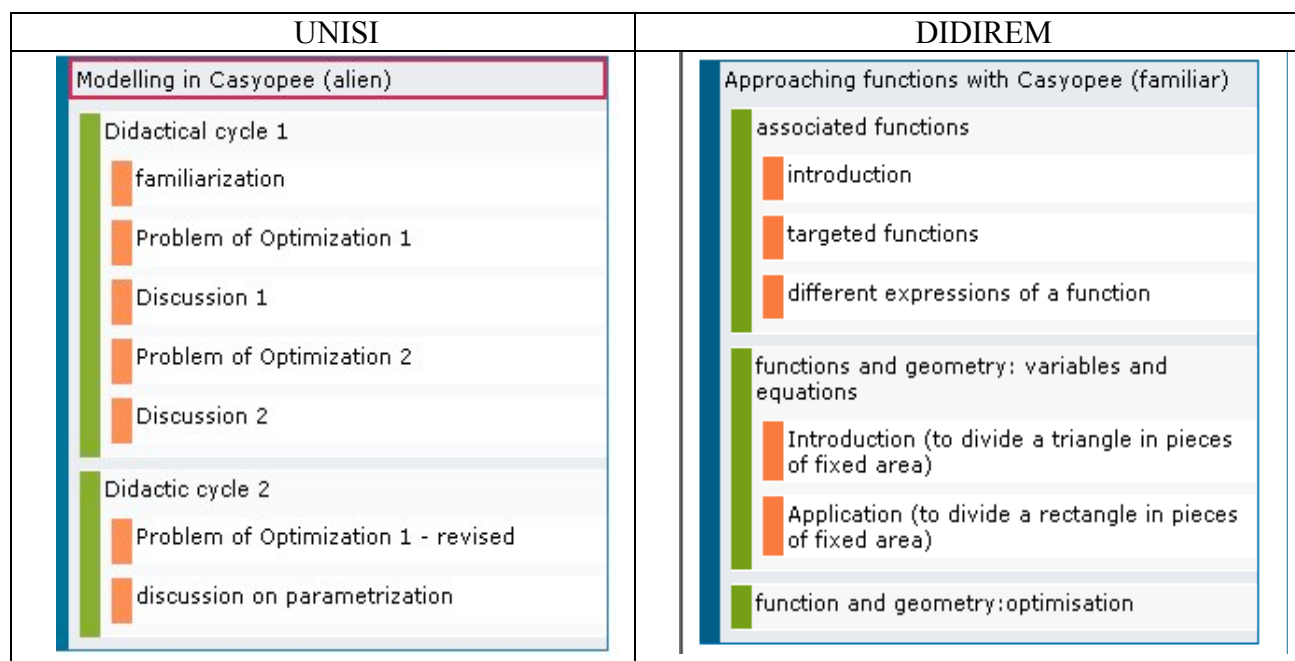 UNISI
DIDIREM
Modelling in Casyopee (alien)
Didactical cycle 1
familiarization
Problem of Optimization 1
Discussion 1
Problem of Optimization 2
Discussion 2
Didactic cycle 2
Problem of Optimization 1 - revised
discussion on parametrization
Approaching functions with Casyopee (familiar)
associated functions
introduction
targeted functions
different expressions of a function
functions and geometry: variables and
equations
Introduction (to divide a triangle in pieces
of fixed area)
Application (to divide a rectangle in pieces
of fixed area)
function and geometry:optimisation